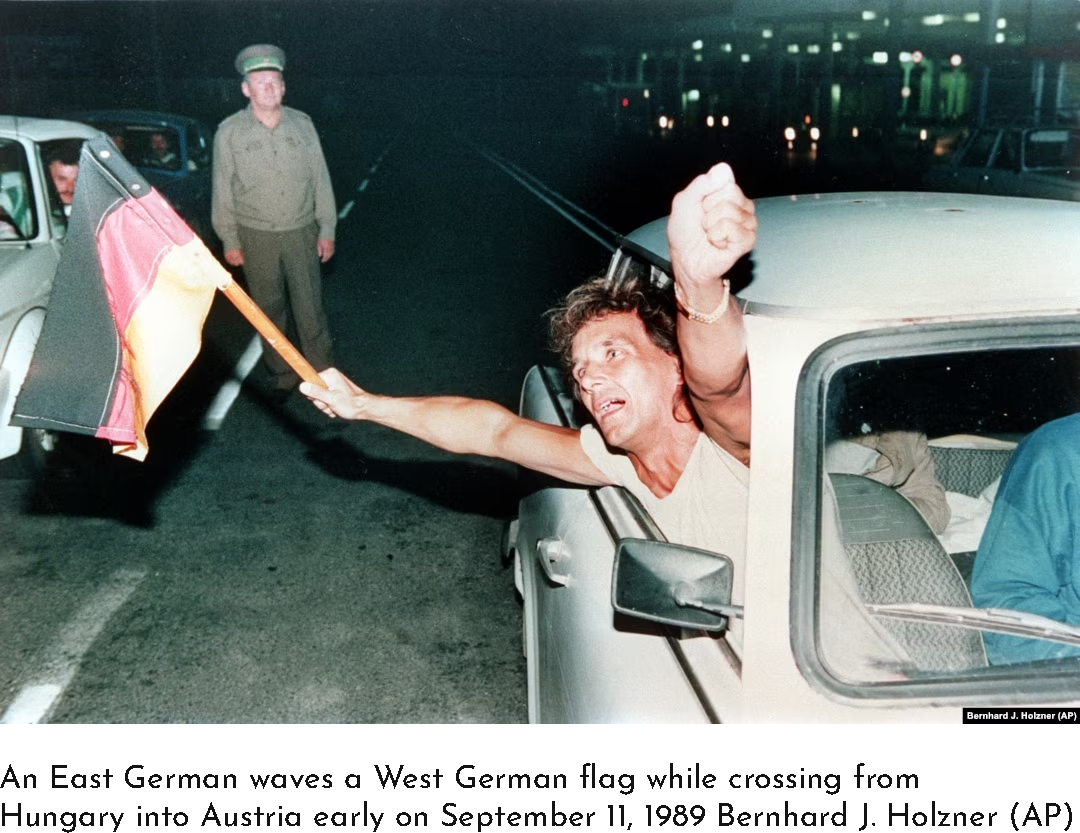 Bernhard J. Holzner (AP)
An East German waves a West German flag while crossing from
Hungary into Austria early on September 11, 1989 Bernhard J. Holzner (AP)